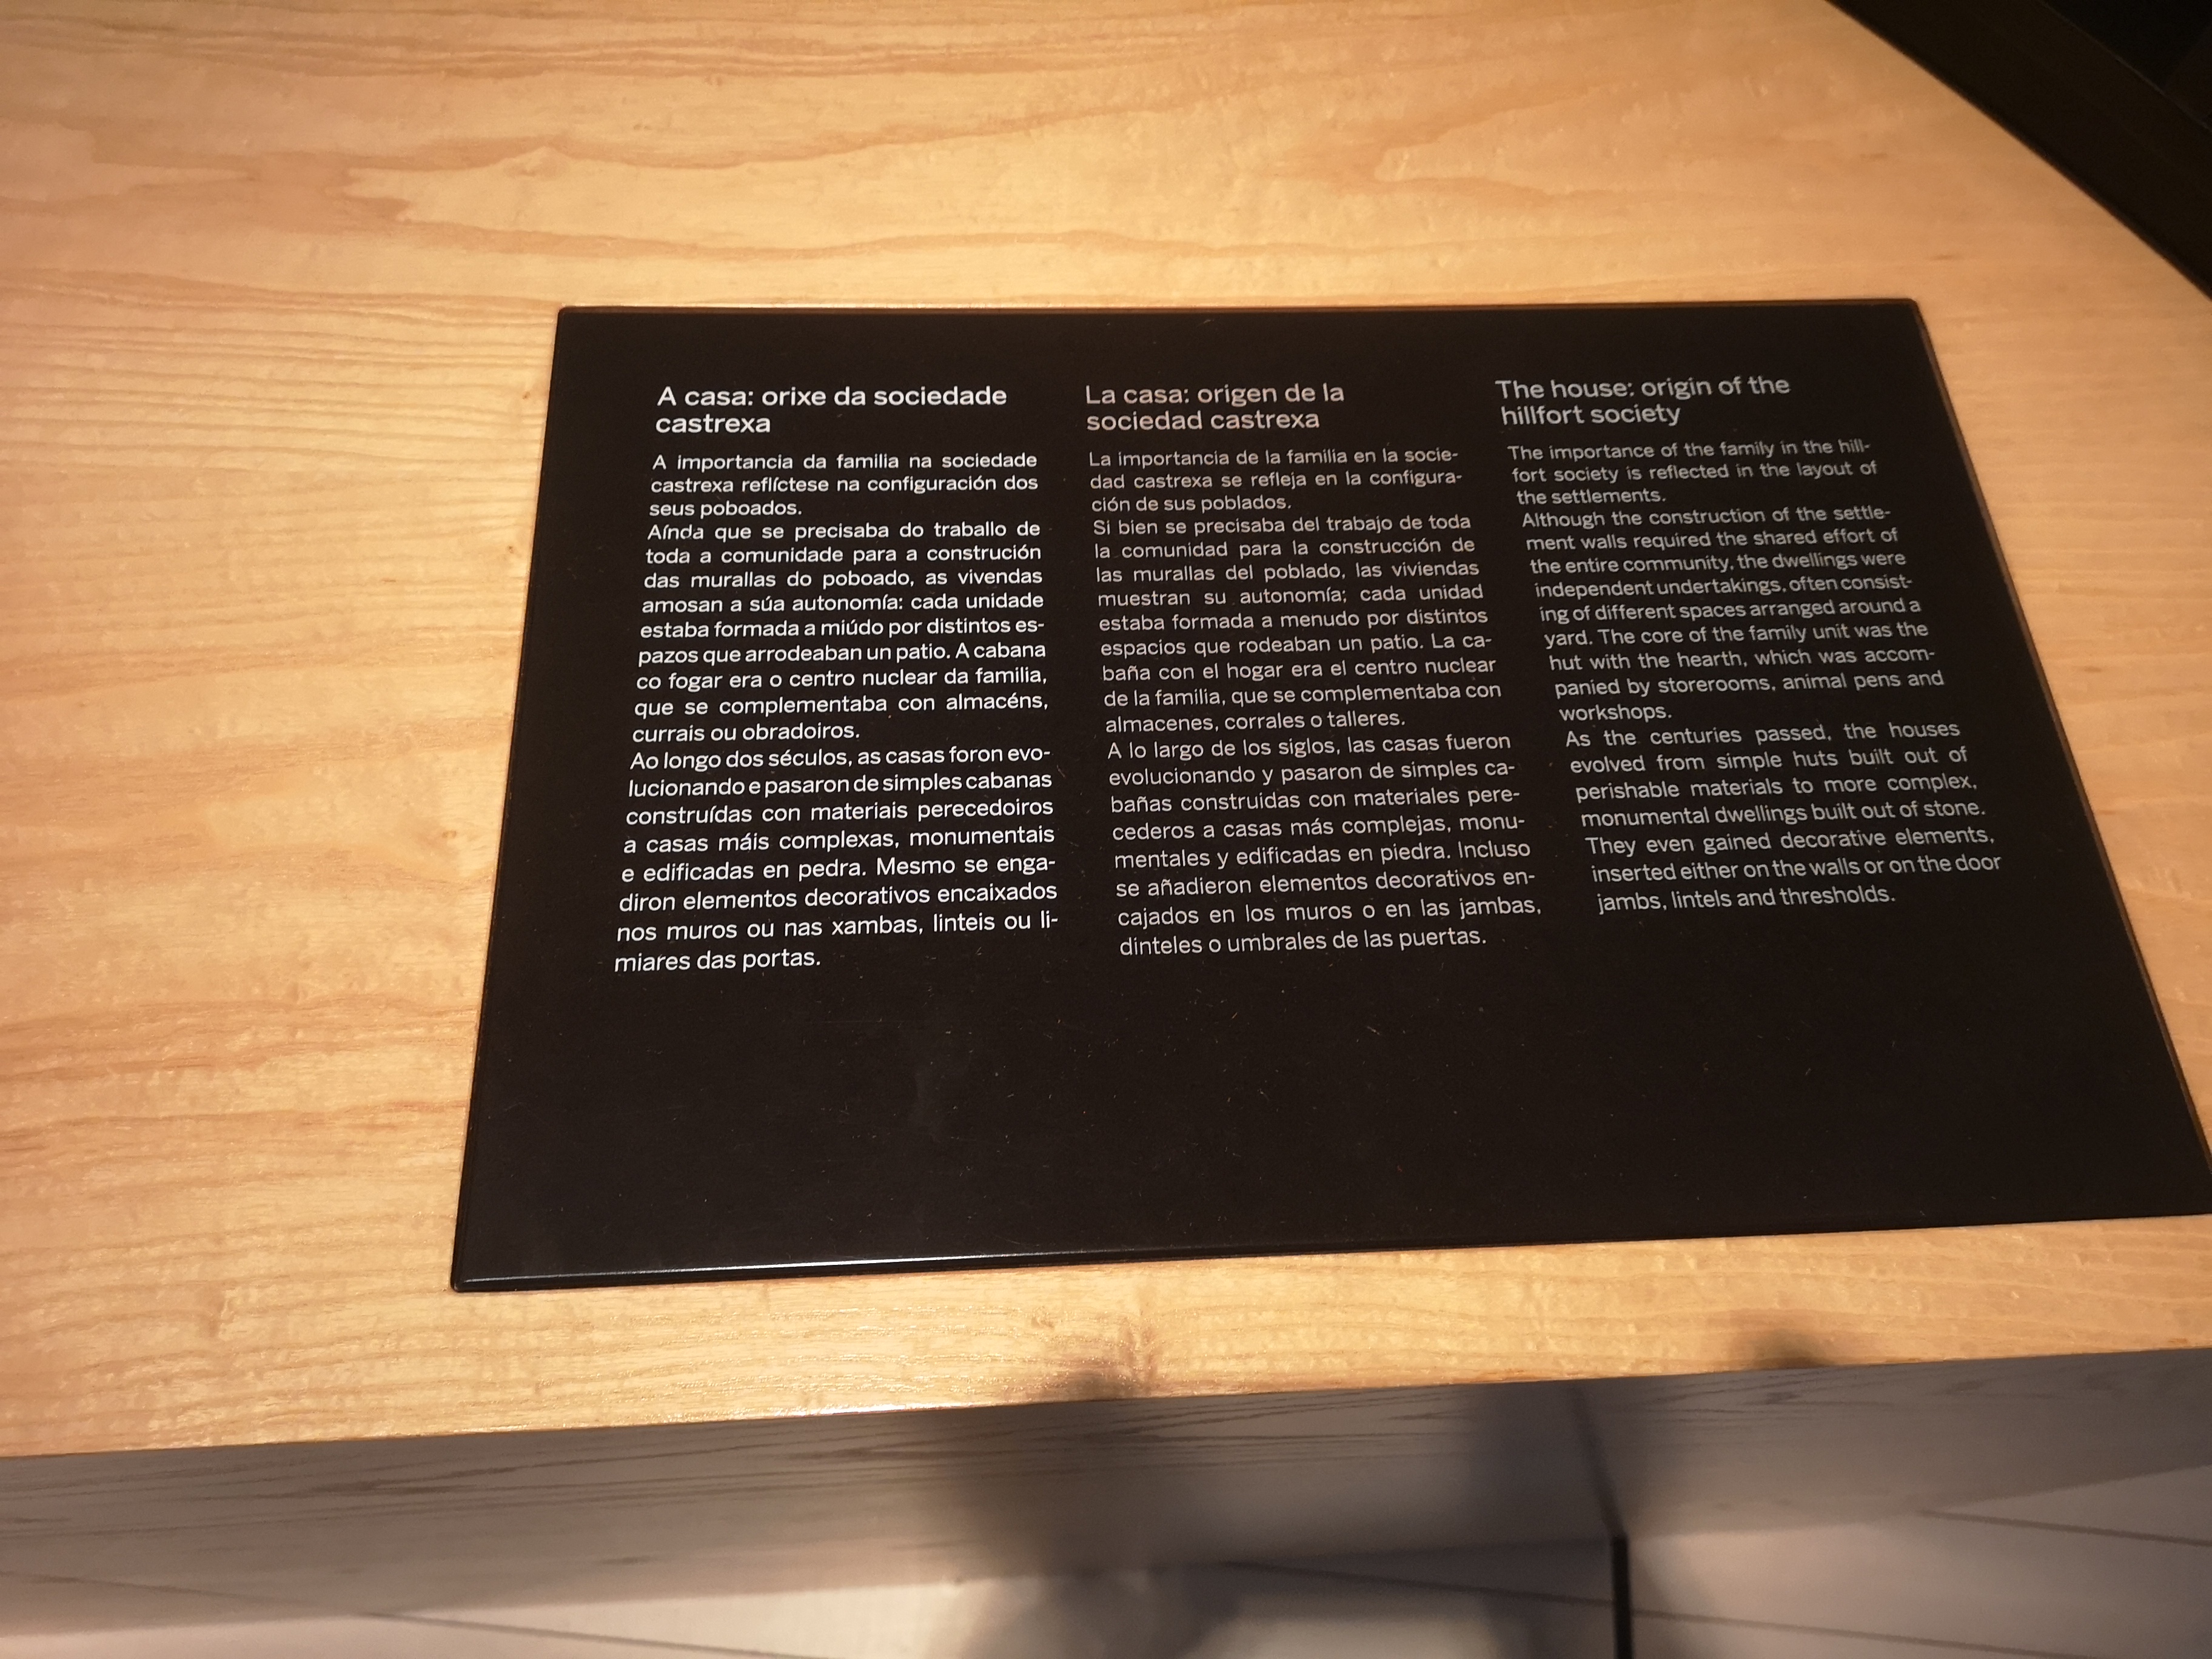 A casa: orixe da sociedade
castrexa
A importancia da familia na sociedade
castrexa reflíctese na configuración dos
seus poboados.
Aínda que se precisaba do traballo de
toda a comunidade para a construción
das murallas do poboado, as vivendas
amosan a súa autonomía: cada unidade
estaba formada a miúdo por distintos es-
pazos que arrodeaban un patio. A cabana
co fogar era o centro nuclear da familia,
que se complementaba con almacéns,
currais ou obradoiros.
Ao longo dos séculos, as casas foron evo-
lucionando e pasaron de simples cabanas
construídas con materiais perecedoiros
a casas máis complexas, monumentais
e edificadas en pedra. Mesmo se enga-
diron elementos decorativos encaixados
nos muros ou nas xambas, linteis ou li-
miares das portas.
La casa: origen de la
sociedad castrexa
La importancia de la familia en la socie-
dad castrexa se refleja en la configura-
ción de sus poblados.
Si bien se precisaba del trabajo de toda
la comunidad para la construcción de
las murallas del poblado, las viviendas
muestran su autonomía; cada unidad
estaba formada a menudo por distintos
espacios que rodeaban un patio. La ca-
baña con el hogar era el centro nuclear
de la familia, que se complementaba con
almacenes, corrales o talleres.
A lo largo de los siglos, las casas fueron
evolucionando y pasaron de simples ca-
bañas construidas con materiales pere-
cederos a casas más complejas, monu-
mentales y edificadas en piedra. Incluso
se añadieron elementos decorativos en-
cajados en los muros o en las jambas,
dinteles o umbrales de las puertas.
The house: origin of the
hillfort society
The importance of the family in the hill-
fort society is reflected in the layout of
the settlements.
Although the construction of the settle-
ment walls required the shared effort of
the entire community, the dwellings were
independent undertakings, often consist-
ing of different spaces arranged around a
yard. The core of the family unit was the
hut with the hearth, which was accom-
panied by storerooms, animal pens and
workshops.
As the centuries passed, the houses
evolved from simple huts built out of
perishable materials to more complex,
monumental dwellings built out of stone.
They even gained decorative elements,
inserted either on the walls or on the door
jambs, lintels and thresholds.